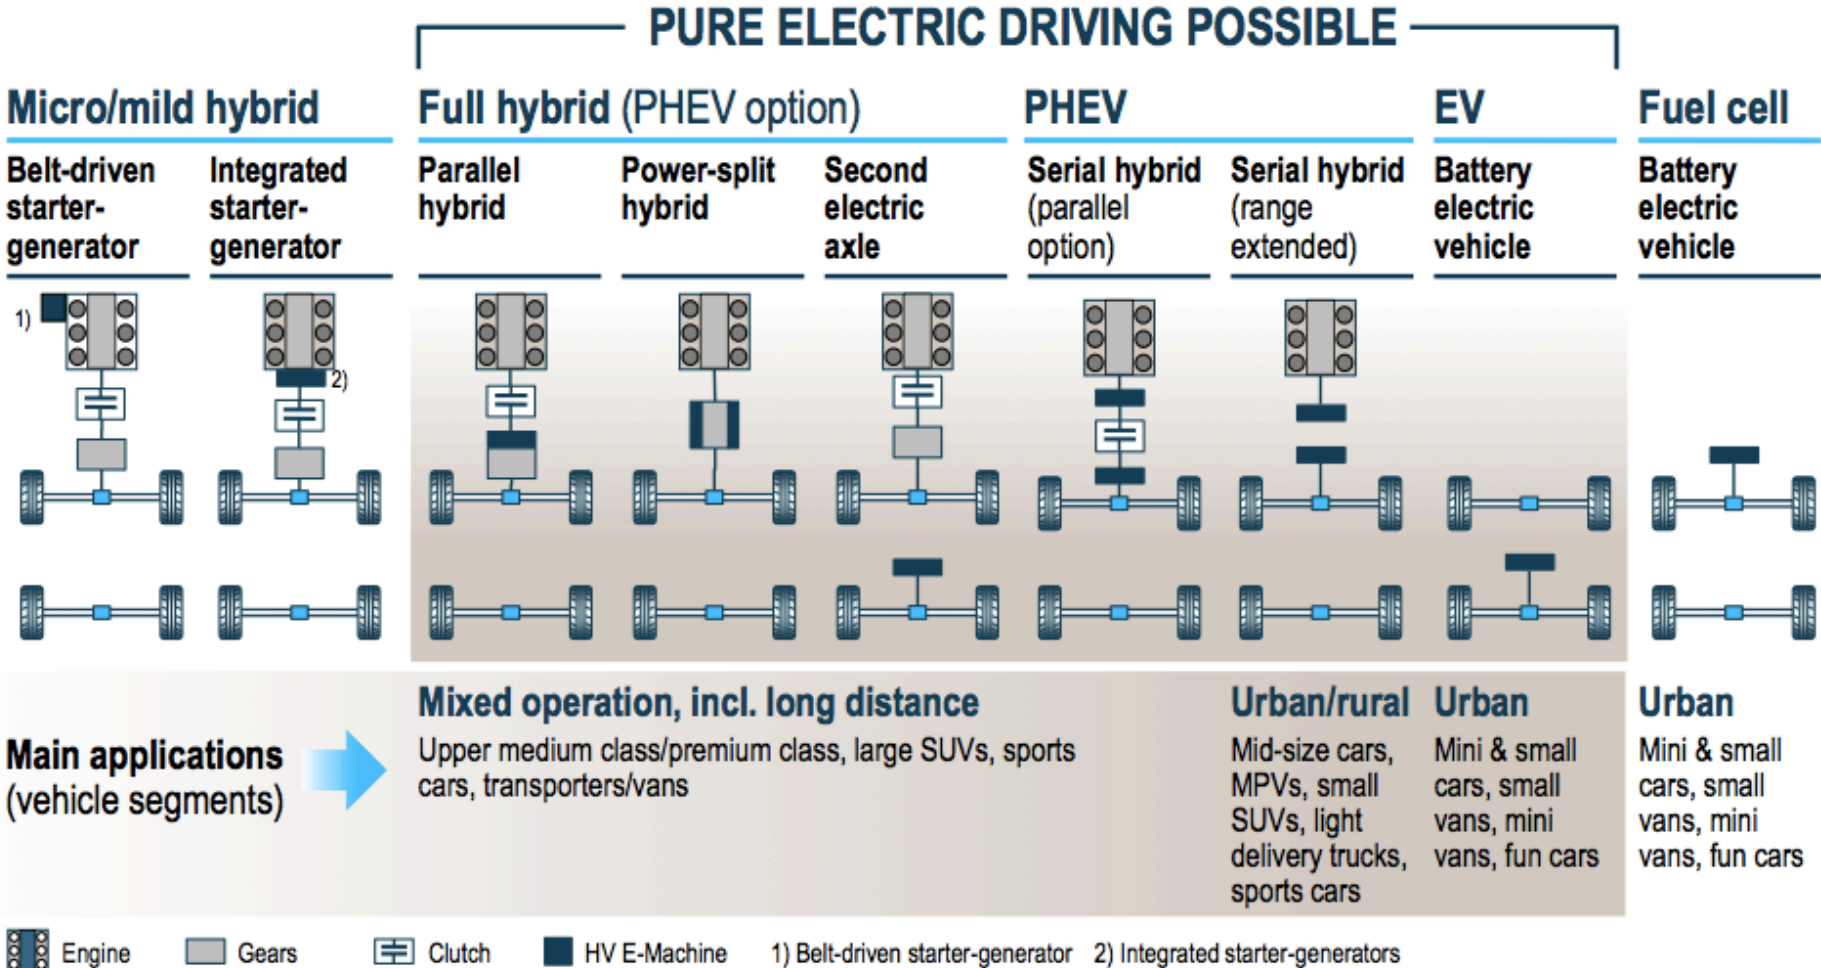 PURE ELECTRIC DRIVING POSSIBLE
Micro/mild hybrid
Full hybrid (PHEV option)
PHEV
EV
Fuel cell
Belt-driven
starter-
generator
Integrated
starter-
generator
Parallel
hybrid
Power-split
hybrid
Second
electric
axle
Serial hybrid
(parallel
option)
Serial hybrid
(range
extended)
Battery
electric
vehicle
Battery
electric
vehicle
1)
2)
Main applications
(vehicle segments)
Mixed operation, incl. long distance
Upper medium class/premium class, large SUVs, sports
cars, transporters/vans
Urban/rural
Mid-size cars,
MPVs, small
SUVs, light
delivery trucks,
sports cars
Urban
Mini & small
cars, small
vans, mini
vans, fun cars
Urban
Mini & small
cars, small
vans, mini
vans, fun cars
Engine
Gears
Clutch
HV E-Machine
1) Belt-driven starter-generator
2) Integrated starter-generators